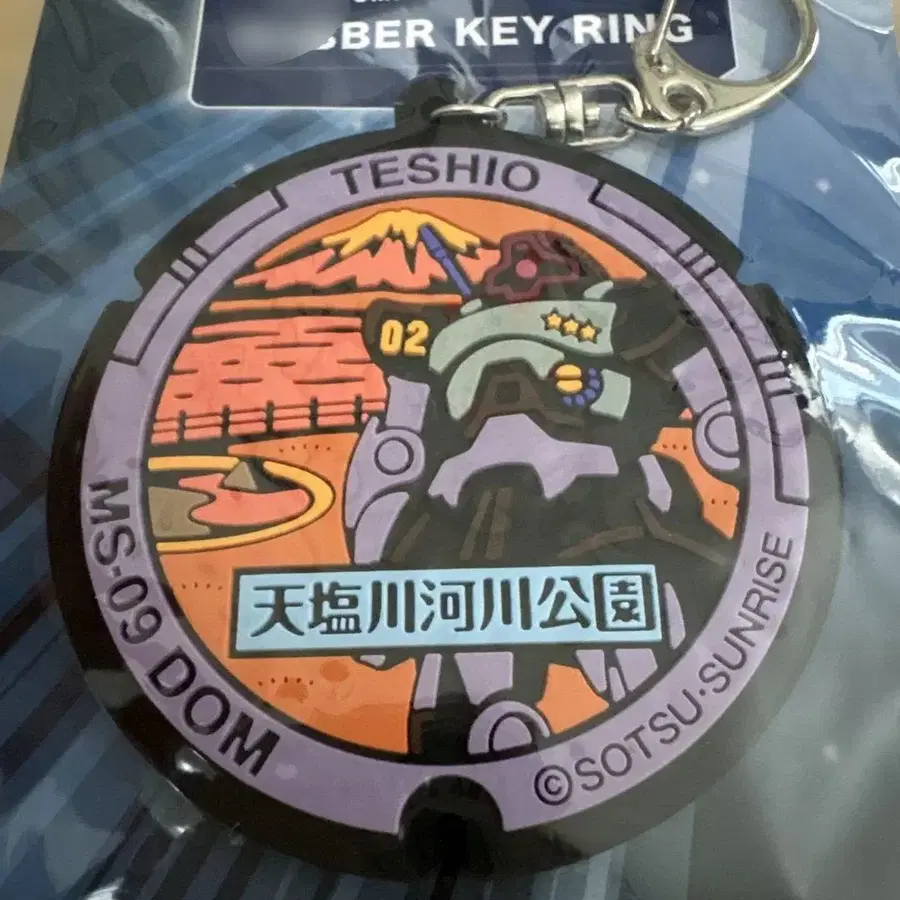 BBER KEY RING
TESHIO
02
天塩川河川公園
MS-09 DOM
©SOTSU·SUNRISE